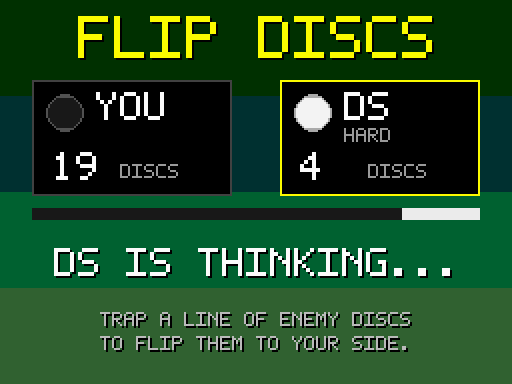 FLIP DISCS
YOU
19 DISCS
DS
HARD
4 DISCS
DS IS THINKING...
TRAP A LINE OF ENEMY DISCS
TO FLIP THEM TO YOUR SIDE.